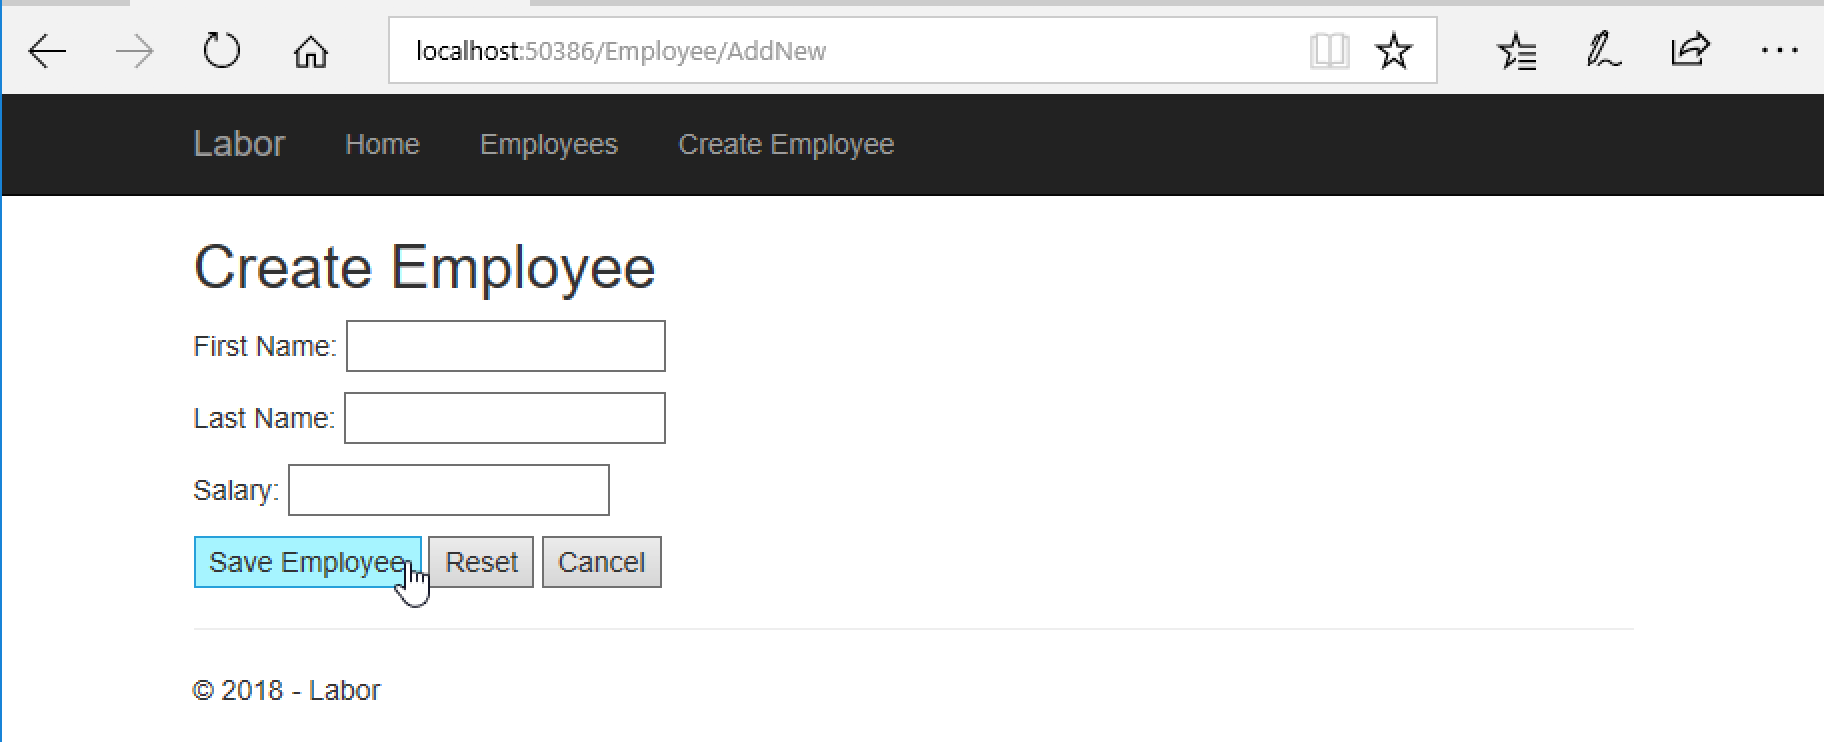 localhost:50386/Employee/AddNew
Labor Home Employees Create Employee
Create Employee
First Name:
Last Name:
Salary:
Save Employee Reset Cancel
© 2018 - Labor